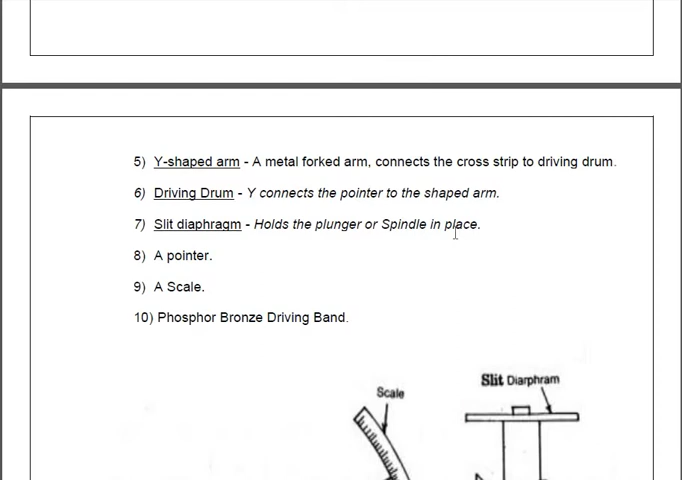 5) Y-shaped arm - A metal forked arm, connects the cross strip to driving drum.
6) Driving Drum - Y connects the pointer to the shaped arm.
7) Slit diaphragm - Holds the plunger or Spindle in place.
8) A pointer.
9) A Scale.
10) Phosphor Bronze Driving Band.
Slit Diarphram
Scale